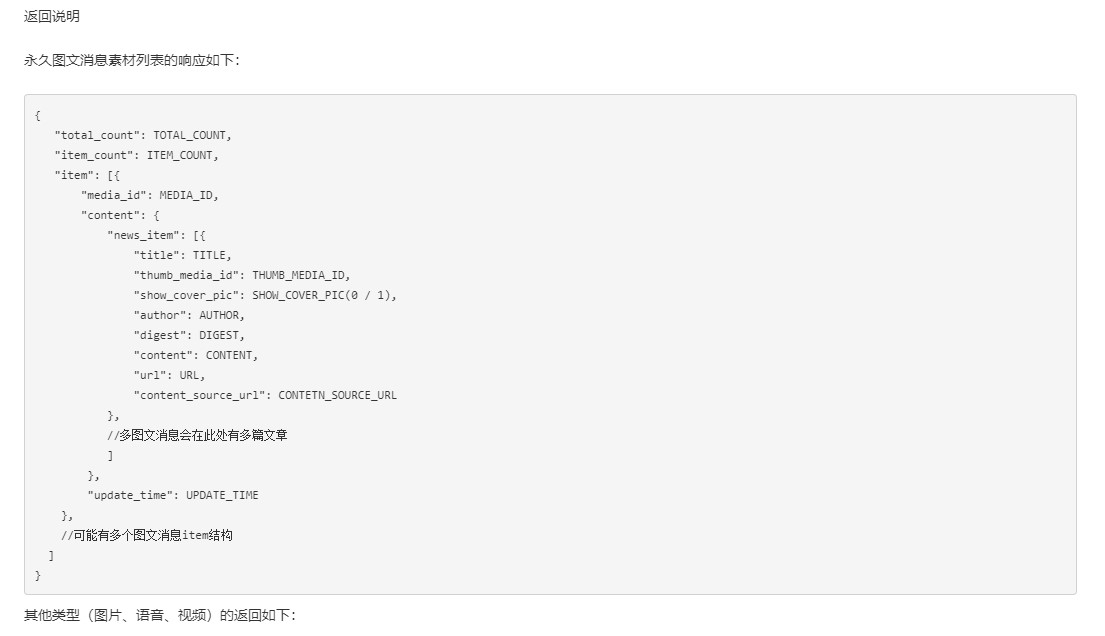 返回说明
永久图文消息素材列表的响应如下：
{
   "total_count": TOTAL_COUNT,
   "item_count": ITEM_COUNT,
   "item": [{
       "media_id": MEDIA_ID,
       "content": {
           "news_item": [{
               "title": TITLE,
               "thumb_media_id": THUMB_MEDIA_ID,
               "show_cover_pic": SHOW_COVER_PIC(0 / 1),
               "author": AUTHOR,
               "digest": DIGEST,
               "content": CONTENT,
               "url": URL,
               "content_source_url": CONTETN_SOURCE_URL
           },
           //多图文消息会在此处有多篇文章
           ]
        },
        "update_time": UPDATE_TIME
    },
    //可能有多个图文消息item结构
  ]
}
其他类型（图片、语音、视频）的返回如下：